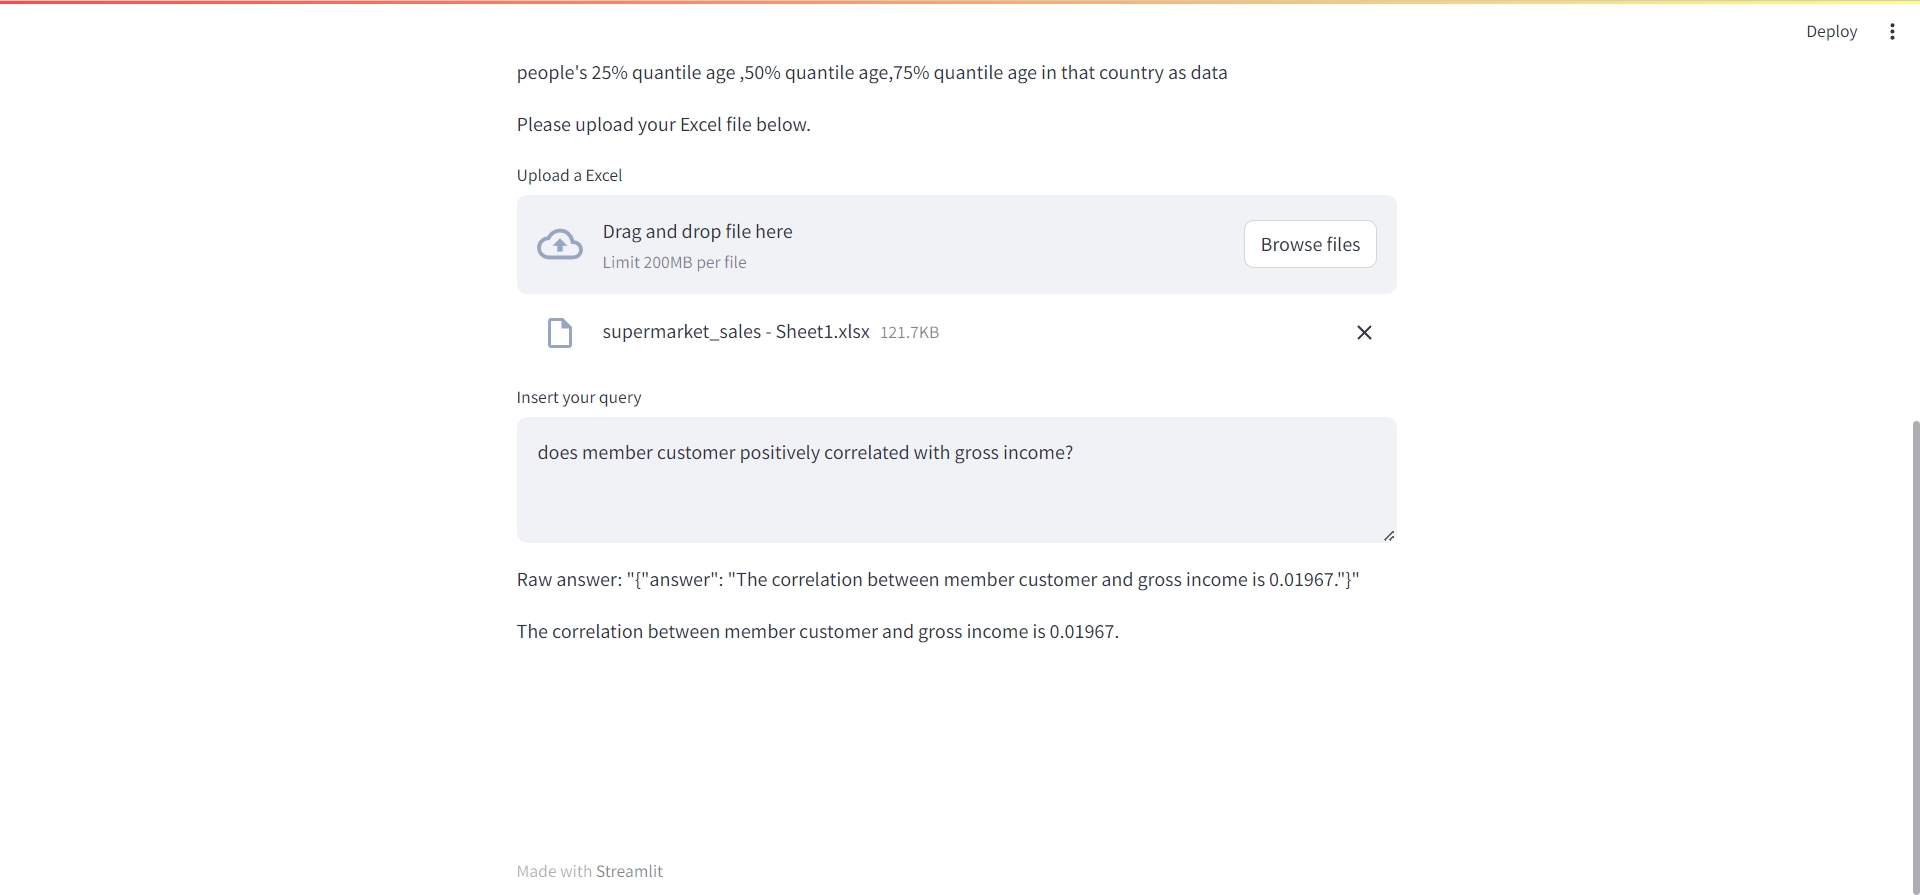 Deploy
people's 25% quantile age ,50% quantile age,75% quantile age in that country as data
Please upload your Excel file below.
Upload a Excel
Drag and drop file here
Limit 200MB per file
Browse files
supermarket_sales - Sheet1.xlsx 121.7KB
Insert your query
does member customer positively correlated with gross income?
Raw answer: "{"answer": "The correlation between member customer and gross income is 0.01967."}"
The correlation between member customer and gross income is 0.01967.
Made with Streamlit